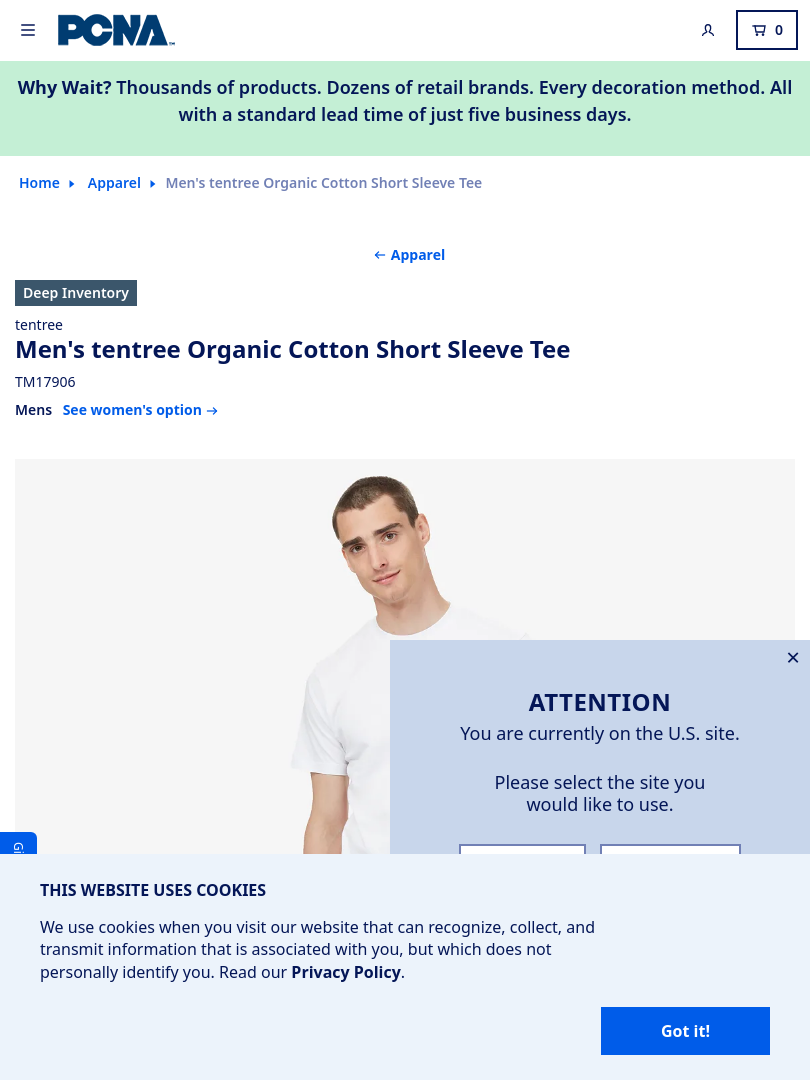 PCNA
0
Why Wait? Thousands of products. Dozens of retail brands. Every decoration method. All
with a standard lead time of just five business days.
Home
Apparel
Men's tentree Organic Cotton Short Sleeve Tee
← Apparel
Deep Inventory
tentree
Men's tentree Organic Cotton Short Sleeve Tee
TM17906
Mens See women's option →
ATTENTION
You are currently on the U.S. site.
Please select the site you
would like to use.
THIS WEBSITE USES COOKIES
We use cookies when you visit our website that can recognize, collect, and
transmit information that is associated with you, but which does not
personally identify you. Read our Privacy Policy.
Got it!